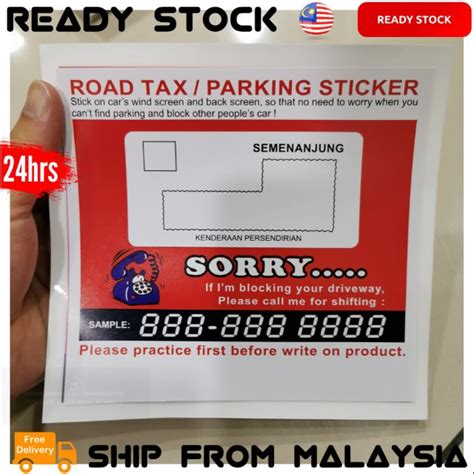 READY STOCK
READY STOCK
ROAD TAX / PARKING STICKER
Stick on car's wind screen and back screen, so that no need to worry when you
can't find parking and block other people's car !
24hrs
SEMENANJUNG
KENDERAAN PERSENDIRIAN
SORRY.....
If I'm blocking your driveway,
Please call me for shifting :
SAMPLE: 888-888 8888
Please practice first before write on product.
Free
Delivery
SHIP FROM MALAYSIA